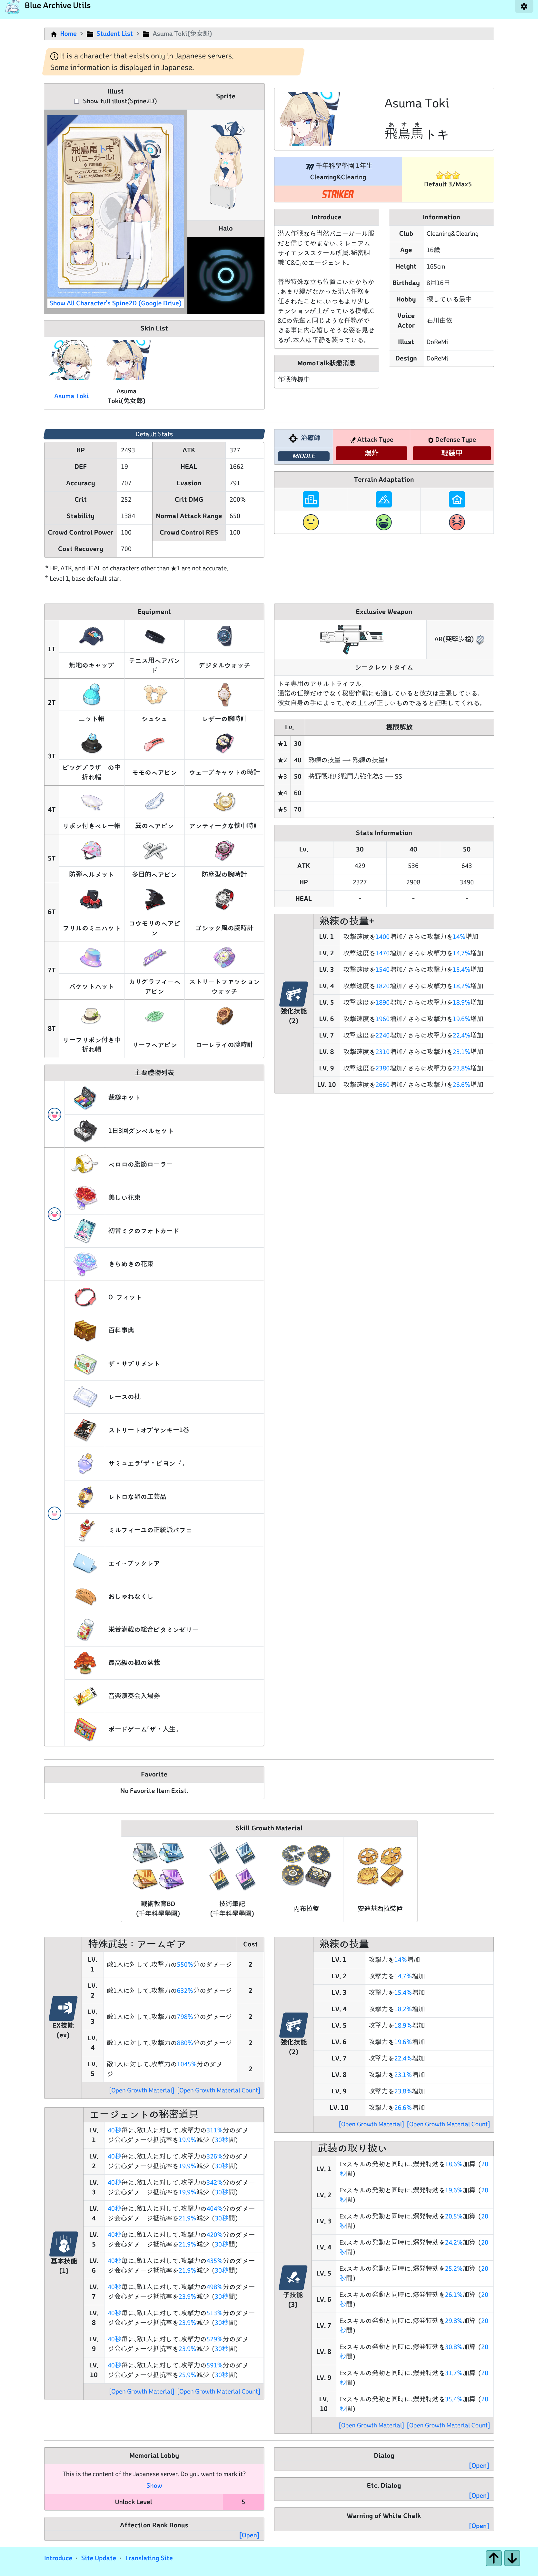 Blue Archive Utils
Home > Student List > Asuma Toki(兔女郎)
It is a character that exists only in Japanese servers.
Some information is displayed in Japanese.
Illust
Show full illust(Spine2D)
Sprite
飛鳥馬トキ
(バニーガール)
Show All Character's Spine2D (Google Drive)
Halo
Skin List
Asuma Toki
Asuma
Toki(兔女郎)
Asuma Toki
あすま
飛鳥馬トキ
千年科學學園 1年生
Cleaning&Clearing
STRIKER
Default 3/Max5
Introduce
潜入作戦なら当然バニーガール服
だと信じてやまない、ミレニアム
サイエンススクール所属、秘密組
織「C&C」のエージェント。
普段特殊な立ち位置にいたからか
、あまり縁がなかった潜入任務を
任されたことに、いつもより少し
テンションが上がっている模様。C
&Cの先輩と同じような任務がで
きる事に内心嬉しそうな姿を見せ
るが、本人は平静を装っている。
MomoTalk狀態消息
作戦待機中
Information
Club Cleaning&Clearing
Age 16歳
Height 165cm
Birthday 8月16日
Hobby 探している最中
Voice
Actor 石川由依
Illust DoReMi
Design DoReMi
Default Stats
HP 2493 ATK 327
DEF 19 HEAL 1662
Accuracy 707 Evasion 791
Crit 252 Crit DMG 200%
Stability 1384 Normal Attack Range 650
Crowd Control Power 100 Crowd Control RES 100
Cost Recovery 700
* HP, ATK, and HEAL of characters other than ★1 are not accurate.
* Level 1, base default star.
治癒師
MIDDLE
Attack Type
爆炸
Defense Type
輕裝甲
Terrain Adaptation
Equipment
1T 無地のキャップ テニス用ヘアバンド デジタルウォッチ
2T ニット帽 シュシュ レザーの腕時計
3T ビッグブラザーの中折れ帽 モモのヘアピン ウェーブキャットの時計
4T リボン付きベレー帽 翼のヘアピン アンティークな懐中時計
5T 防弾ヘルメット 多目的ヘアピン 防塵型の腕時計
6T フリルのミニハット コウモリのヘアピン ゴシック風の腕時計
7T バケットハット カリグラフィーヘアピン ストリートファッションウォッチ
8T リーフリボン付き中折れ帽 リーフヘアピン ローレライの腕時計
Exclusive Weapon
AR(突擊步槍)
シークレットタイム
トキ専用のアサルトライフル。
通常の任務だけでなく秘密作戦にも適していると彼女は主張している。
彼女自身の手によって、その主張が正しいものであると証明してくれる。
Lv. 極限解放
★1 30
★2 40 熟練の技量 → 熟練の技量+
★3 50 將野戰地形戰鬥力強化為S → SS
★4 60
★5 70
Stats Information
Lv. 30 40 50
ATK 429 536 643
HP 2327 2908 3490
HEAL - - -
熟練の技量+
強化技能
(2)
LV. 1 攻撃速度を1400増加/ さらに攻撃力を14%増加
LV. 2 攻撃速度を1470増加/ さらに攻撃力を14.7%増加
LV. 3 攻撃速度を1540増加/ さらに攻撃力を15.4%増加
LV. 4 攻撃速度を1820増加/ さらに攻撃力を18.2%増加
LV. 5 攻撃速度を1890増加/ さらに攻撃力を18.9%増加
LV. 6 攻撃速度を1960増加/ さらに攻撃力を19.6%増加
LV. 7 攻撃速度を2240増加/ さらに攻撃力を22.4%増加
LV. 8 攻撃速度を2310増加/ さらに攻撃力を23.1%増加
LV. 9 攻撃速度を2380増加/ さらに攻撃力を23.8%増加
LV. 10 攻撃速度を2660増加/ さらに攻撃力を26.6%増加
主要禮物列表
裁縫キット
1日3回ダンベルセット
ペロロの腹筋ローラー
美しい花束
初音ミクのフォトカード
きらめきの花束
O-フィット
百科事典
ザ・サプリメント
レースの枕
ストリートオブヤンキー1巻
サミュエラ「ザ・ビヨンド」
レトロな卵の工芸品
ミルフィーユの正統派パフェ
エイーブックレア
おしゃれなくし
栄養満載の総合ビタミンゼリー
最高級の楓の盆栽
音楽演奏会入場券
ボードゲーム「ザ・人生」
Favorite
No Favorite Item Exist.
Skill Growth Material
戰術教育BD
(千年科學學園)
技術筆記
(千年科學學園)
內布拉盤
安迪基西拉裝置
特殊武装：アームギア Cost
EX技能
(ex)
LV. 1 敵1人に対して、攻撃力の550%分のダメージ 2
LV. 2 敵1人に対して、攻撃力の632%分のダメージ 2
LV. 3 敵1人に対して、攻撃力の798%分のダメージ 2
LV. 4 敵1人に対して、攻撃力の880%分のダメージ 2
LV. 5 敵1人に対して、攻撃力の1045%分のダメージ 2
[Open Growth Material] [Open Growth Material Count]
エージェントの秘密道具
基本技能
(1)
LV. 1 40秒毎に、敵1人に対して、攻撃力の311%分のダメージ会心ダメージ抵抗率を19.9%減少 (30秒間)
LV. 2 40秒毎に、敵1人に対して、攻撃力の326%分のダメージ会心ダメージ抵抗率を19.9%減少 (30秒間)
LV. 3 40秒毎に、敵1人に対して、攻撃力の342%分のダメージ会心ダメージ抵抗率を19.9%減少 (30秒間)
LV. 4 40秒毎に、敵1人に対して、攻撃力の404%分のダメージ会心ダメージ抵抗率を21.9%減少 (30秒間)
LV. 5 40秒毎に、敵1人に対して、攻撃力の420%分のダメージ会心ダメージ抵抗率を21.9%減少 (30秒間)
LV. 6 40秒毎に、敵1人に対して、攻撃力の435%分のダメージ会心ダメージ抵抗率を21.9%減少 (30秒間)
LV. 7 40秒毎に、敵1人に対して、攻撃力の498%分のダメージ会心ダメージ抵抗率を23.9%減少 (30秒間)
LV. 8 40秒毎に、敵1人に対して、攻撃力の513%分のダメージ会心ダメージ抵抗率を23.9%減少 (30秒間)
LV. 9 40秒毎に、敵1人に対して、攻撃力の529%分のダメージ会心ダメージ抵抗率を23.9%減少 (30秒間)
LV. 10 40秒毎に、敵1人に対して、攻撃力の591%分のダメージ会心ダメージ抵抗率を25.9%減少 (30秒間)
[Open Growth Material] [Open Growth Material Count]
熟練の技量
強化技能
(2)
LV. 1 攻撃力を14%増加
LV. 2 攻撃力を14.7%増加
LV. 3 攻撃力を15.4%増加
LV. 4 攻撃力を18.2%増加
LV. 5 攻撃力を18.9%増加
LV. 6 攻撃力を19.6%増加
LV. 7 攻撃力を22.4%増加
LV. 8 攻撃力を23.1%増加
LV. 9 攻撃力を23.8%増加
LV. 10 攻撃力を26.6%増加
[Open Growth Material] [Open Growth Material Count]
武装の取り扱い
子技能
(3)
LV. 1 Exスキルの発動と同時に、爆発特効を18.6%加算 (20秒間)
LV. 2 Exスキルの発動と同時に、爆発特効を19.6%加算 (20秒間)
LV. 3 Exスキルの発動と同時に、爆発特効を20.5%加算 (20秒間)
LV. 4 Exスキルの発動と同時に、爆発特効を24.2%加算 (20秒間)
LV. 5 Exスキルの発動と同時に、爆発特効を25.2%加算 (20秒間)
LV. 6 Exスキルの発動と同時に、爆発特効を26.1%加算 (20秒間)
LV. 7 Exスキルの発動と同時に、爆発特効を29.8%加算 (20秒間)
LV. 8 Exスキルの発動と同時に、爆発特効を30.8%加算 (20秒間)
LV. 9 Exスキルの発動と同時に、爆発特効を31.7%加算 (20秒間)
LV. 10 Exスキルの発動と同時に、爆発特効を35.4%加算 (20秒間)
[Open Growth Material] [Open Growth Material Count]
Memorial Lobby
This is the content of the Japanese server. Do you want to mark it?
Show
Unlock Level 5
Affection Rank Bonus
[Open]
Dialog
[Open]
Etc. Dialog
[Open]
Warning of White Chalk
[Open]
Introduce · Site Update · Translating Site